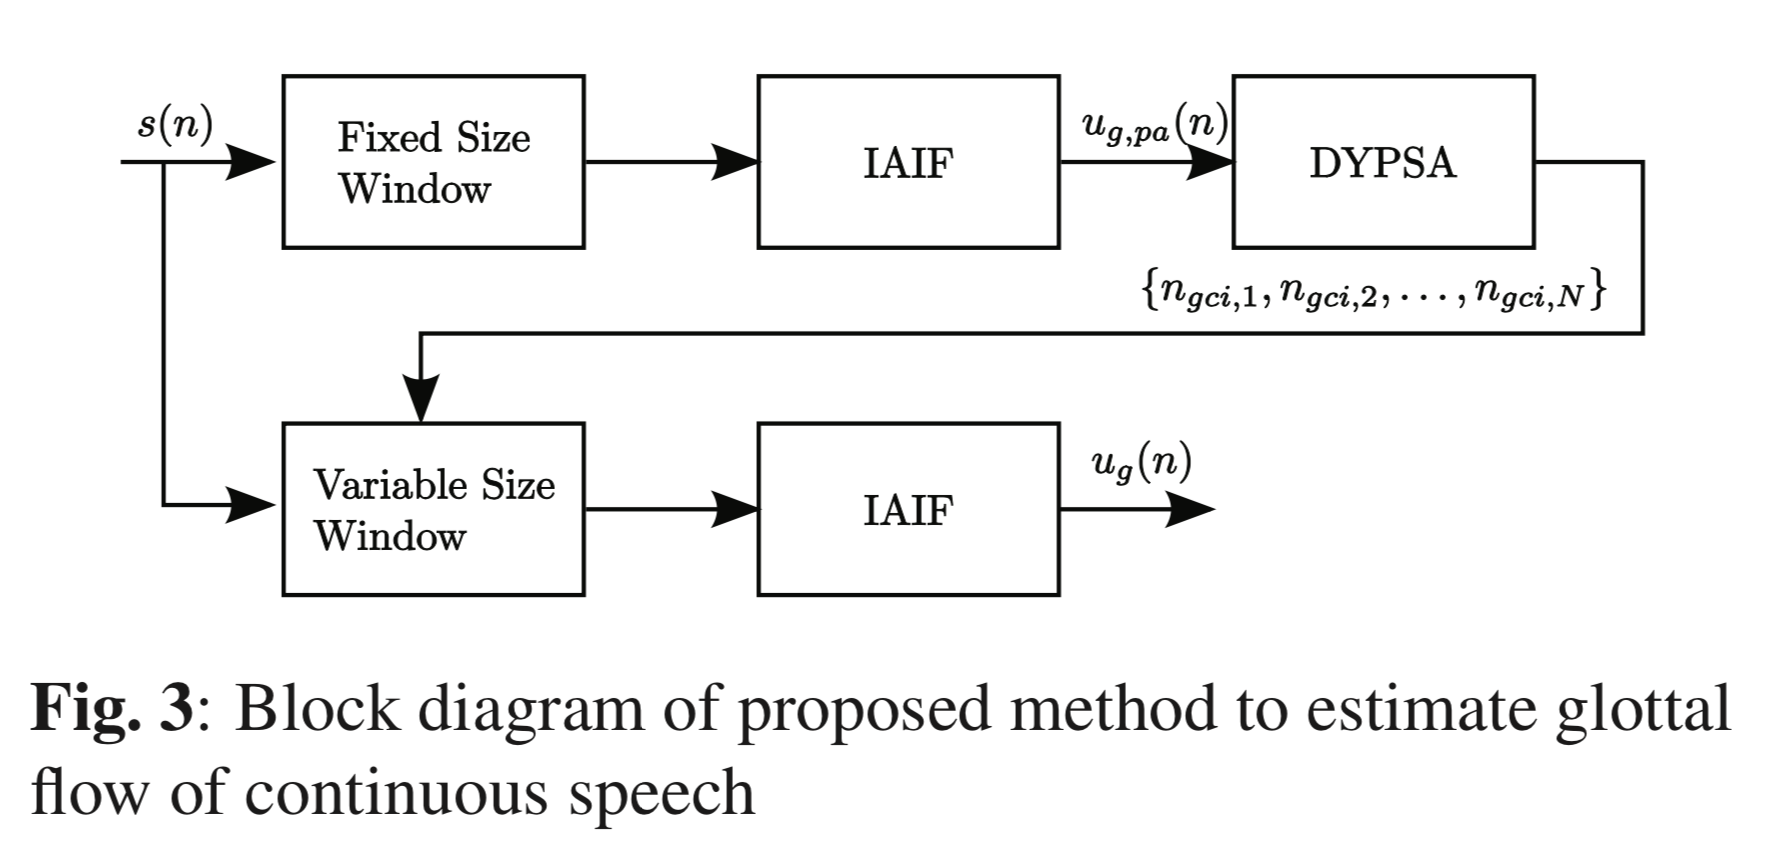 s(n)
Fixed Size
Window
IAIF
u_{g,pa}(n)
DYPSA
{n_{gci,1}, n_{gci,2}, . . . , n_{gci,N}}
Variable Size
Window
IAIF
u_g(n)
Fig. 3: Block diagram of proposed method to estimate glottal
flow of continuous speech